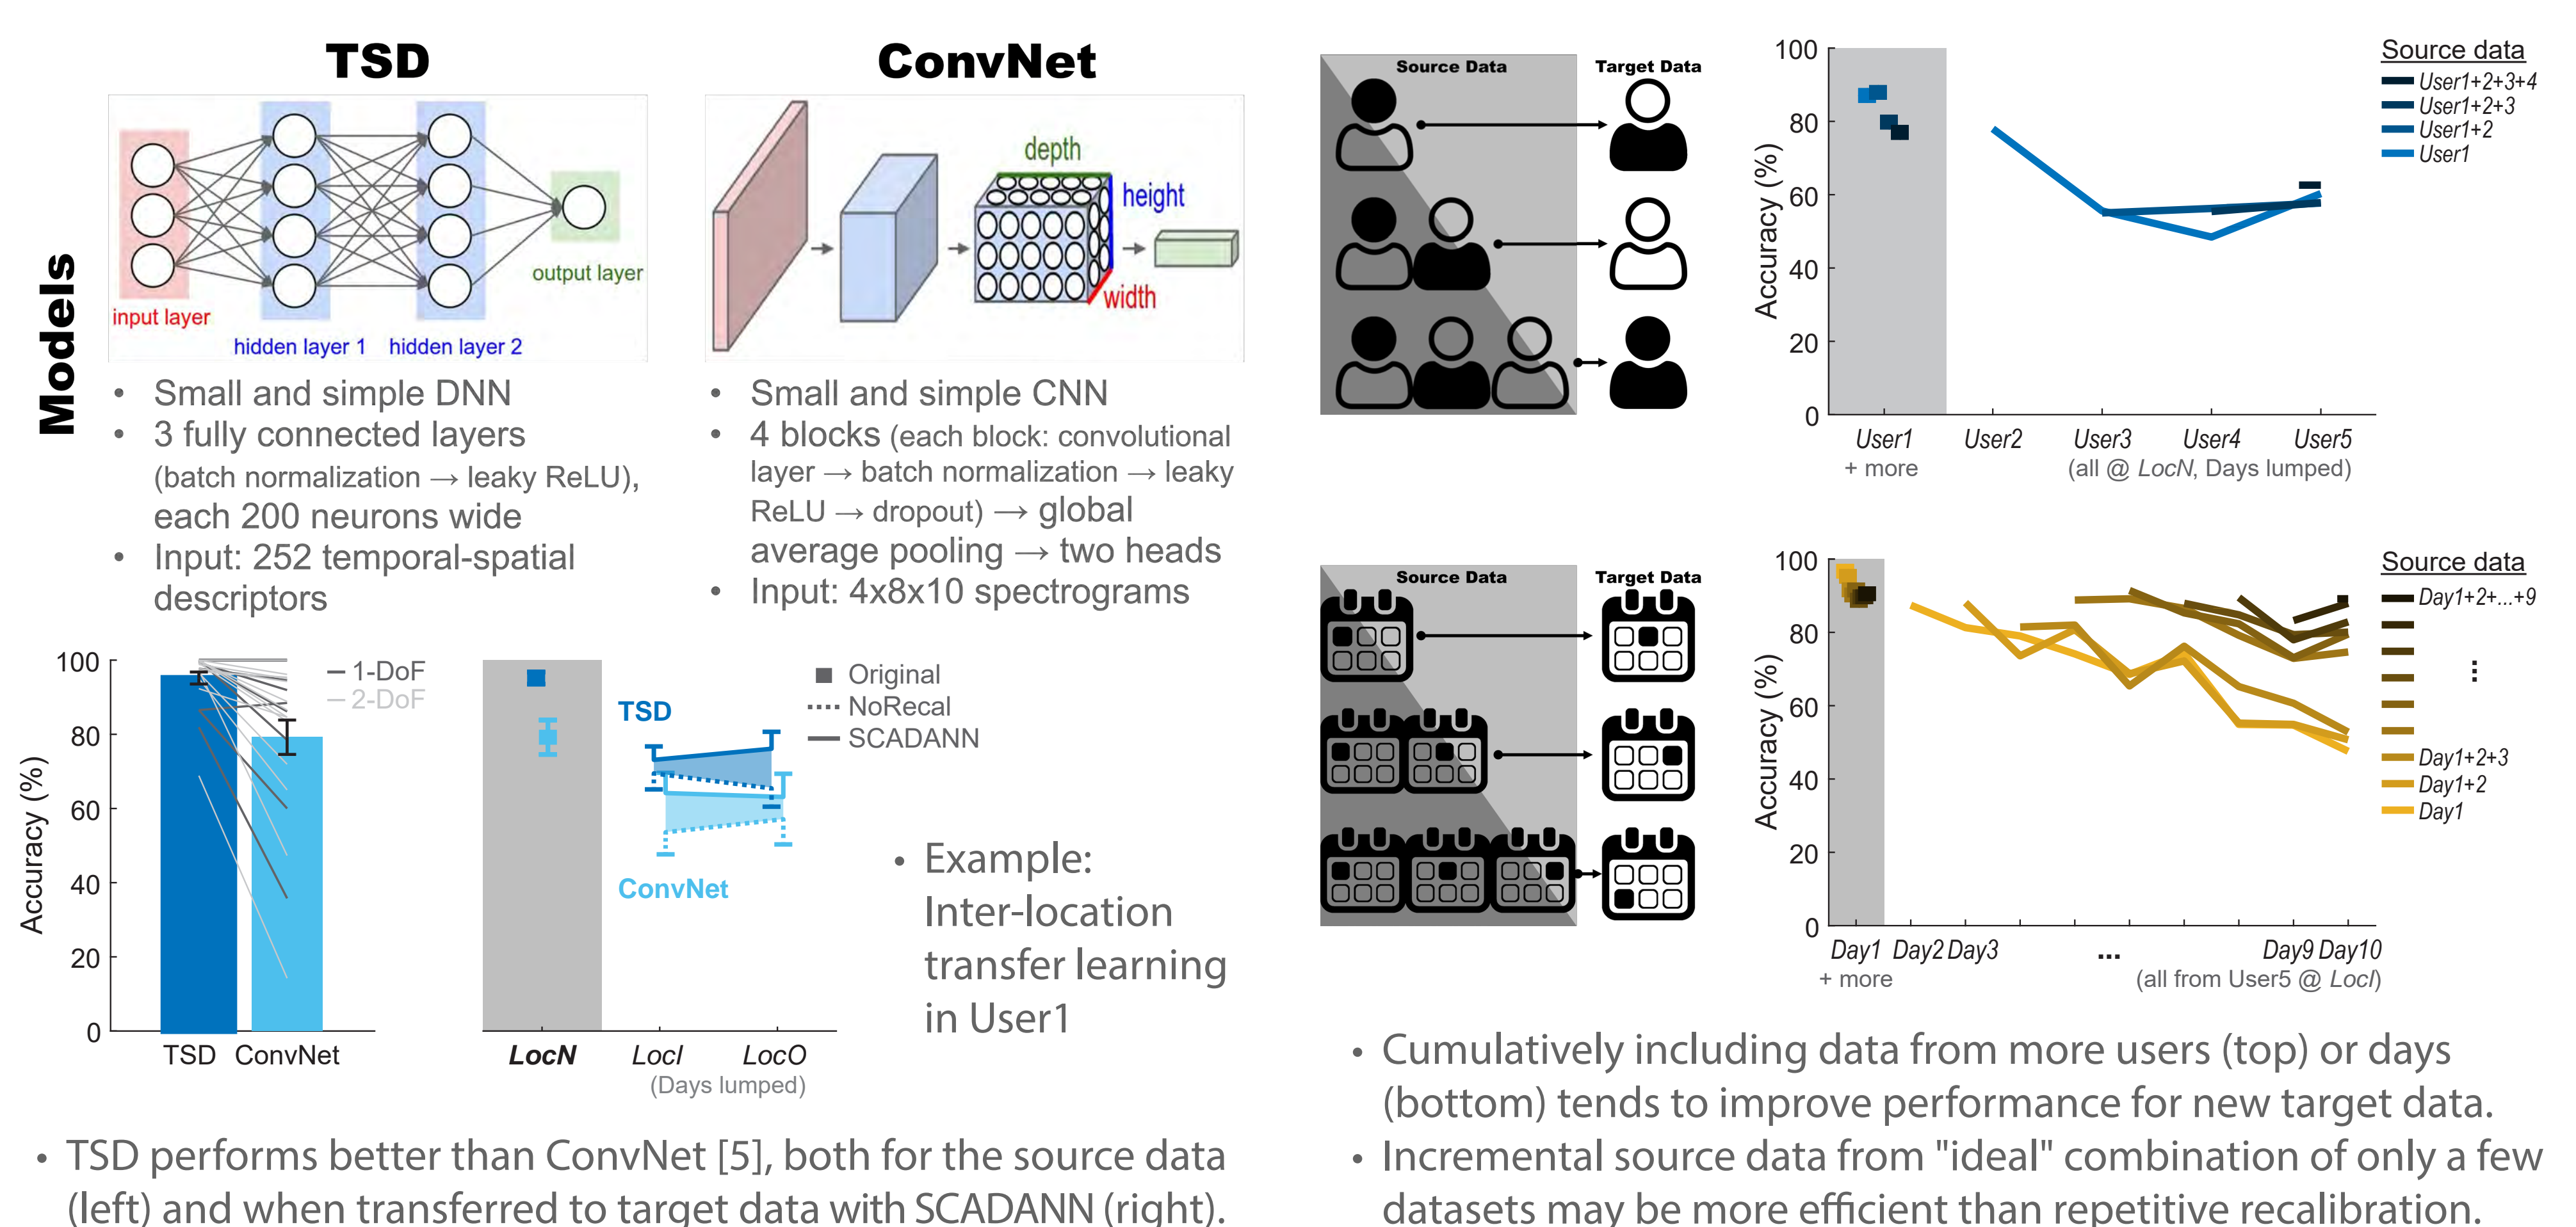 Models
TSD
input layer
hidden layer 1
hidden layer 2
output layer
• Small and simple DNN
• 3 fully connected layers
(batch normalization → leaky ReLU),
each 200 neurons wide
• Input: 252 temporal-spatial
descriptors
ConvNet
depth
height
width
• Small and simple CNN
• 4 blocks (each block: convolutional
layer → batch normalization → leaky
ReLU → dropout) → global
average pooling → two heads
• Input: 4x8x10 spectrograms
Accuracy (%)
100
80
60
40
20
0
1-DoF
2-DoF
TSD
ConvNet
TSD
ConvNet
Original
NoRecal
SCADANN
LocN
LocI
LocO
(Days lumped)
• Example:
Inter-location
transfer learning
in User1
• TSD performs better than ConvNet [5], both for the source data
(left) and when transferred to target data with SCADANN (right).
Source Data
Target Data
Accuracy (%)
100
80
60
40
20
0
User1
+ more
User2
User3
User4
User5
(all @ LocN, Days lumped)
Source data
User1+2+3+4
User1+2+3
User1+2
User1
Source Data
Target Data
Accuracy (%)
100
80
60
40
20
0
Day1
+ more
Day2
Day3
...
Day9
Day10
(all from User5 @ LocI)
Source data
Day1+2+...+9
...
Day1+2+3
Day1+2
Day1
• Cumulatively including data from more users (top) or days
(bottom) tends to improve performance for new target data.
• Incremental source data from "ideal" combination of only a few
datasets may be more efficient than repetitive recalibration.